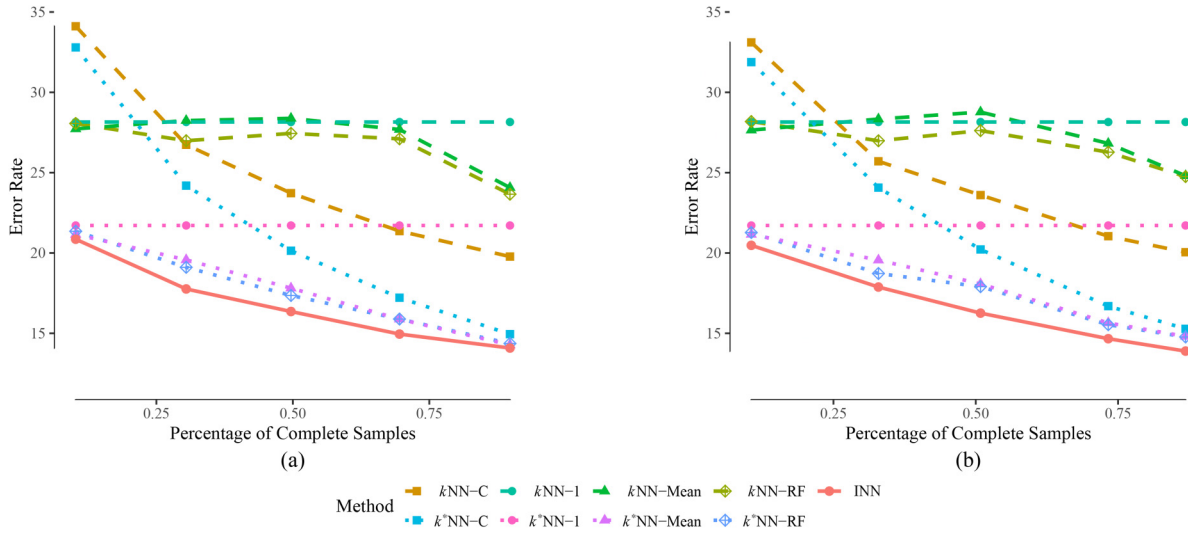 35
30
25
20
15
Error Rate
0.25 0.50 0.75
Percentage of Complete Samples
(a)
35
30
25
20
15
Error Rate
0.25 0.50 0.75
Percentage of Complete Samples
(b)
Method
kNN−C kNN−1 kNN−Mean kNN−RF INN
k*NN−C k*NN−1 k*NN−Mean k*NN−RF